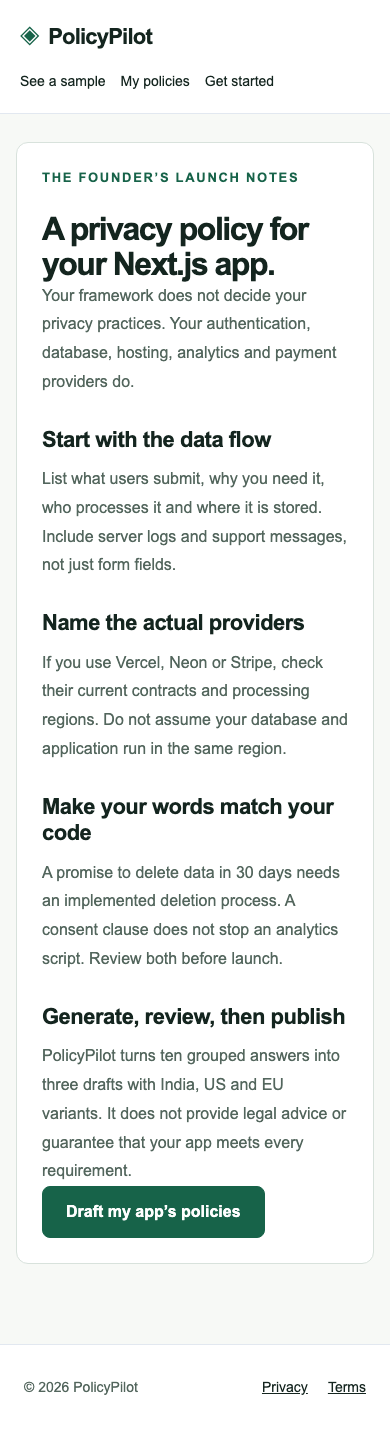 PolicyPilot
See a sample My policies Get started
THE FOUNDER’S LAUNCH NOTES
A privacy policy for
your Next.js app.
Your framework does not decide your
privacy practices. Your authentication,
database, hosting, analytics and payment
providers do.
Start with the data flow
List what users submit, why you need it,
who processes it and where it is stored.
Include server logs and support messages,
not just form fields.
Name the actual providers
If you use Vercel, Neon or Stripe, check
their current contracts and processing
regions. Do not assume your database and
application run in the same region.
Make your words match your
code
A promise to delete data in 30 days needs
an implemented deletion process. A
consent clause does not stop an analytics
script. Review both before launch.
Generate, review, then publish
PolicyPilot turns ten grouped answers into
three drafts with India, US and EU
variants. It does not provide legal advice or
guarantee that your app meets every
requirement.
Draft my app’s policies
© 2026 PolicyPilot Privacy Terms